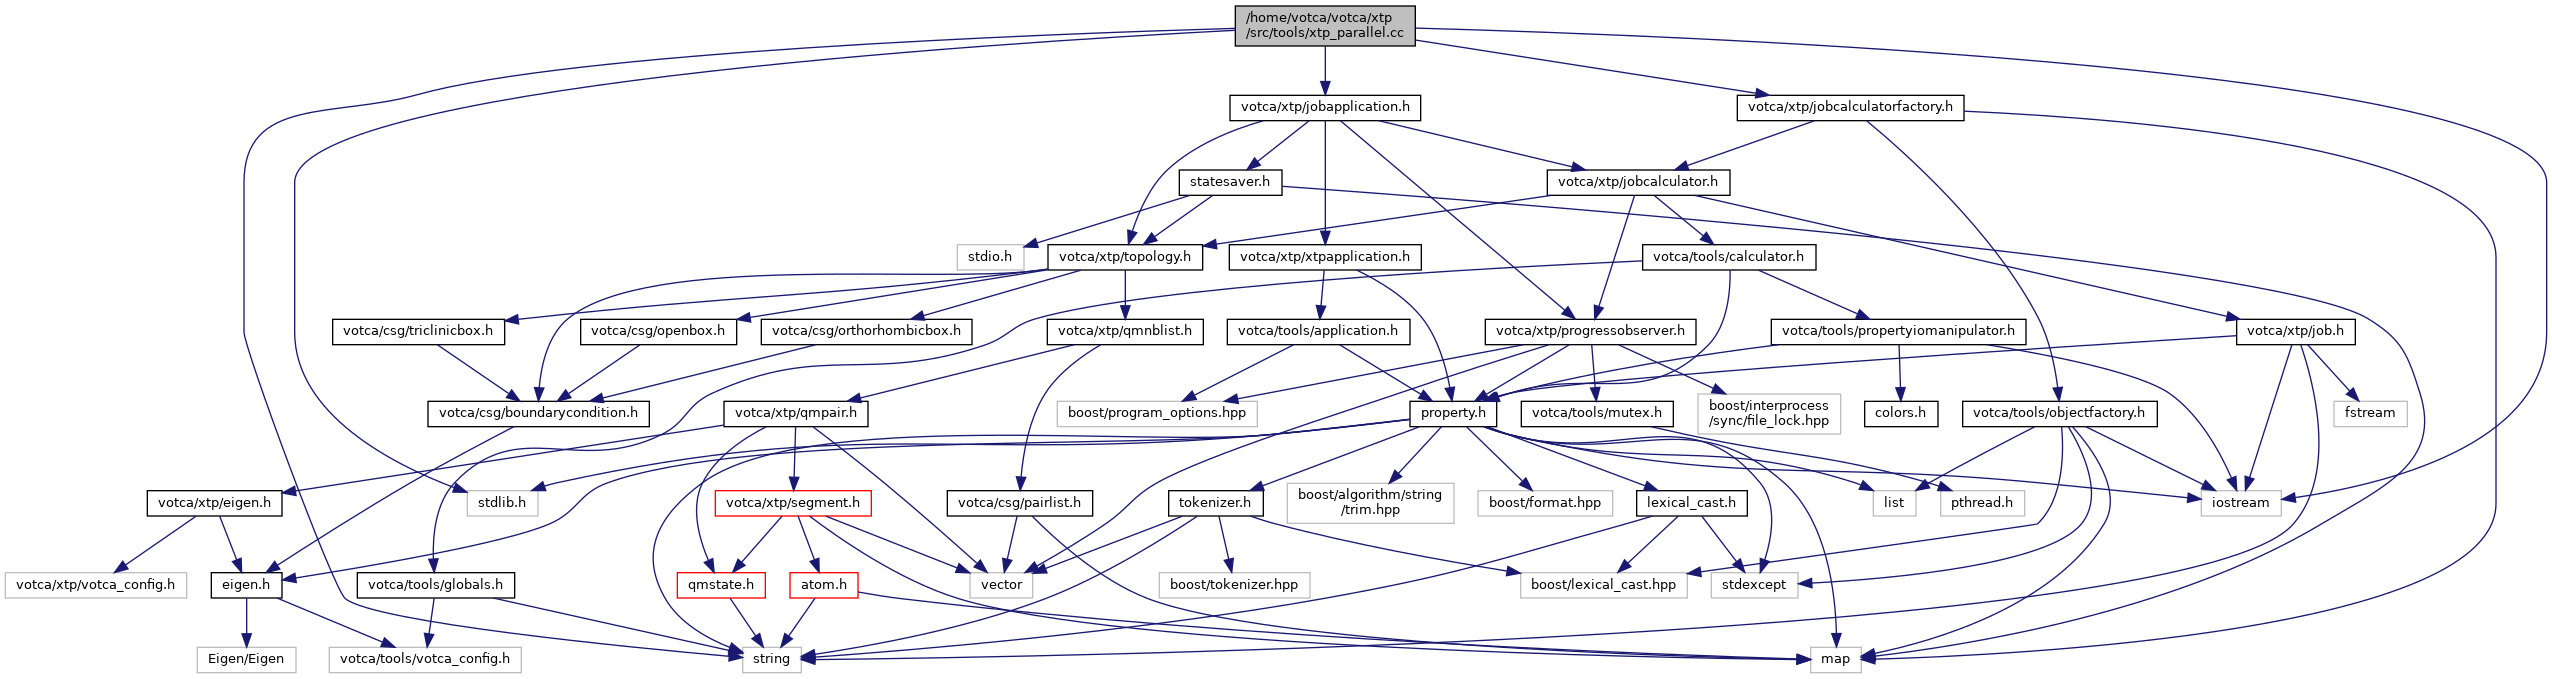 /home/votca/votca/xtp
/src/tools/xtp_parallel.cc
votca/xtp/jobapplication.h
votca/xtp/jobcalculatorfactory.h
statesaver.h
votca/xtp/jobcalculator.h
stdio.h
votca/xtp/topology.h
votca/xtp/xtpapplication.h
votca/tools/calculator.h
votca/csg/triclinicbox.h
votca/csg/openbox.h
votca/csg/orthorhombicbox.h
votca/xtp/qmnblist.h
votca/tools/application.h
votca/xtp/progressobserver.h
votca/tools/propertyiomanipulator.h
votca/xtp/job.h
votca/csg/boundarycondition.h
votca/xtp/qmpair.h
boost/program_options.hpp
property.h
votca/tools/mutex.h
boost/interprocess
/sync/file_lock.hpp
colors.h
votca/tools/objectfactory.h
fstream
votca/xtp/eigen.h
stdlib.h
votca/xtp/segment.h
votca/csg/pairlist.h
tokenizer.h
boost/algorithm/string
/trim.hpp
boost/format.hpp
lexical_cast.h
list
pthread.h
iostream
votca/xtp/votca_config.h
eigen.h
votca/tools/globals.h
qmstate.h
atom.h
vector
boost/tokenizer.hpp
boost/lexical_cast.hpp
stdexcept
Eigen/Eigen
votca/tools/votca_config.h
string
map